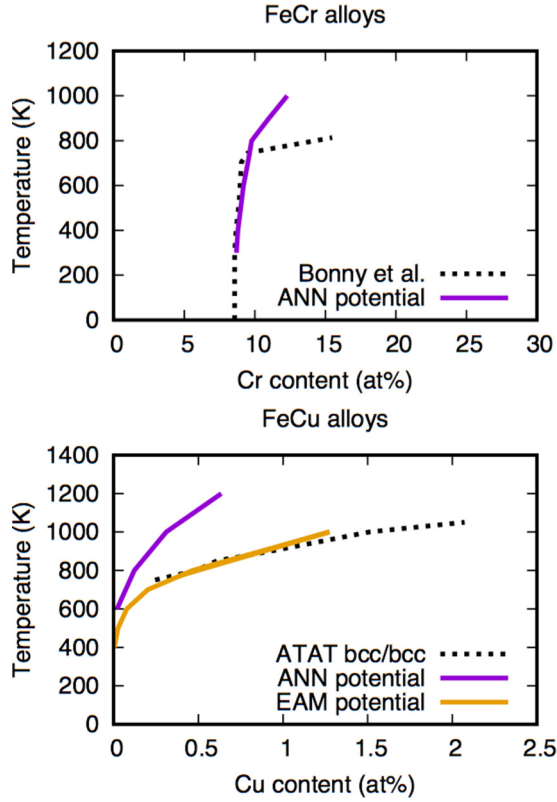 FeCr alloys
1200
1000
800
600
400
200
0
Temperature (K)
Bonny et al.
ANN potential
0 5 10 15 20 25 30
Cr content (at%)
FeCu alloys
1400
1200
1000
800
600
400
200
0
Temperature (K)
ATAT bcc/bcc
ANN potential
EAM potential
0 0.5 1 1.5 2 2.5
Cu content (at%)